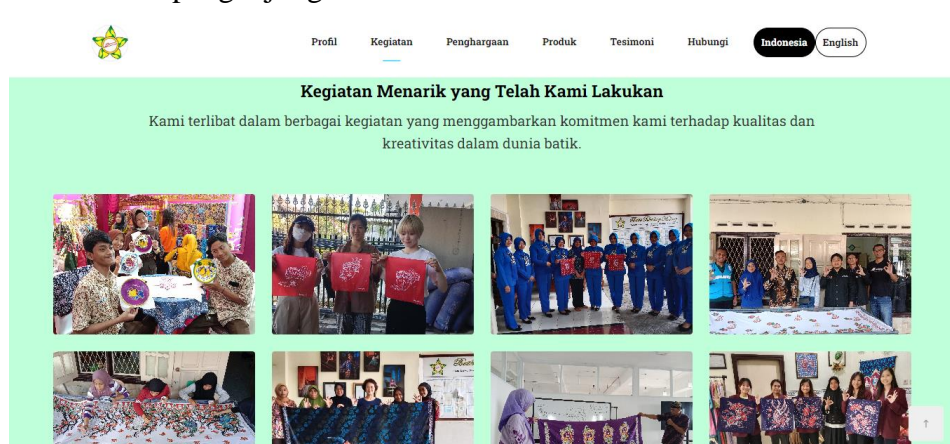 Profil Kegiatan Penghargaan Produk Tesimoni Hubungi Indonesia English
Kegiatan Menarik yang Telah Kami Lakukan
Kami terlibat dalam berbagai kegiatan yang menggambarkan komitmen kami terhadap kualitas dan
kreativitas dalam dunia batik.